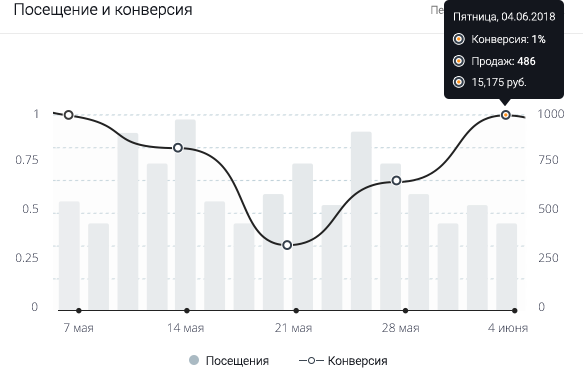 Посещение и конверсия
Пятница, 04.06.2018
Конверсия: 1%
Продаж: 486
15,175 руб.
1 1000
0.75 750
0.5 500
0.25 250
0 0
7 мая 14 мая 21 мая 28 мая 4 июня
Посещения Конверсия